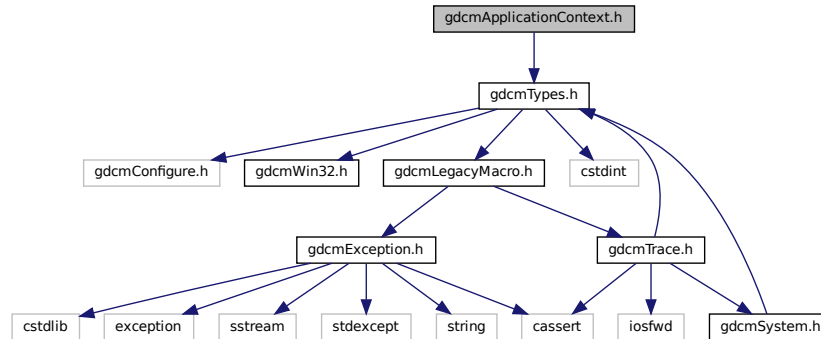 gdcmApplicationContext.h
gdcmTypes.h
gdcmConfigure.h
gdcmWin32.h
gdcmLegacyMacro.h
cstdint
gdcmException.h
gdcmTrace.h
cstdlib
exception
sstream
stdexcept
string
cassert
iosfwd
gdcmSystem.h